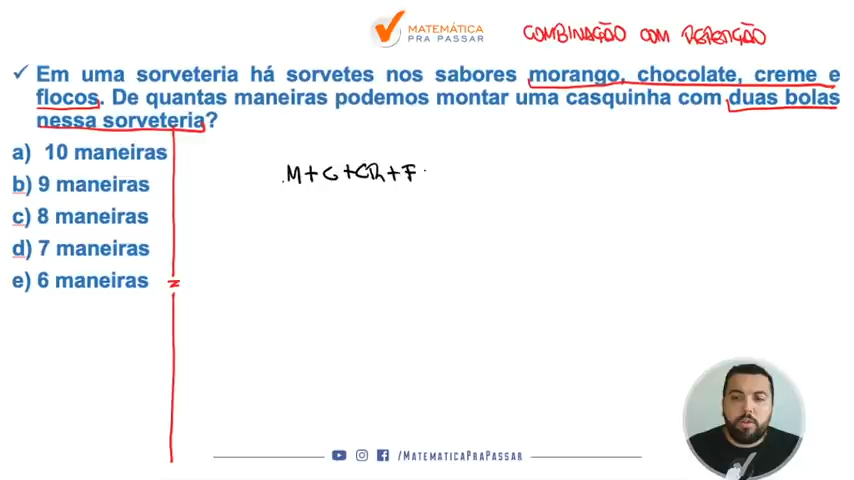 MATEMÁTICA
PRA PASSAR
COMBINAÇÃO COM REPETIÇÃO
✓ Em uma sorveteria há sorvetes nos sabores morango, chocolate, creme e
flocos. De quantas maneiras podemos montar uma casquinha com duas bolas
nessa sorveteria?
a) 10 maneiras
b) 9 maneiras
c) 8 maneiras
d) 7 maneiras
e) 6 maneiras
M+C+CR+F
/MatematicaPraPassar